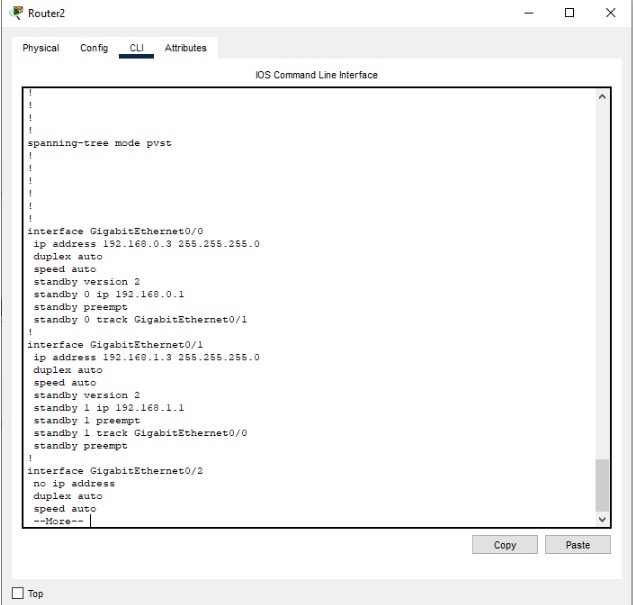 Router2
Physical Config CLI Attributes
IOS Command Line Interface
!
!
!
!
spanning-tree mode pvst
!
!
!
!
!
!
interface GigabitEthernet0/0
 ip address 192.168.0.3 255.255.255.0
 duplex auto
 speed auto
 standby version 2
 standby 0 ip 192.168.0.1
 standby preempt
 standby 0 track GigabitEthernet0/1
!
interface GigabitEthernet0/1
 ip address 192.168.1.3 255.255.255.0
 duplex auto
 speed auto
 standby version 2
 standby 1 ip 192.168.1.1
 standby 1 preempt
 standby 1 track GigabitEthernet0/0
 standby preempt
!
interface GigabitEthernet0/2
 no ip address
 duplex auto
 speed auto
 --More--
Copy Paste
Top